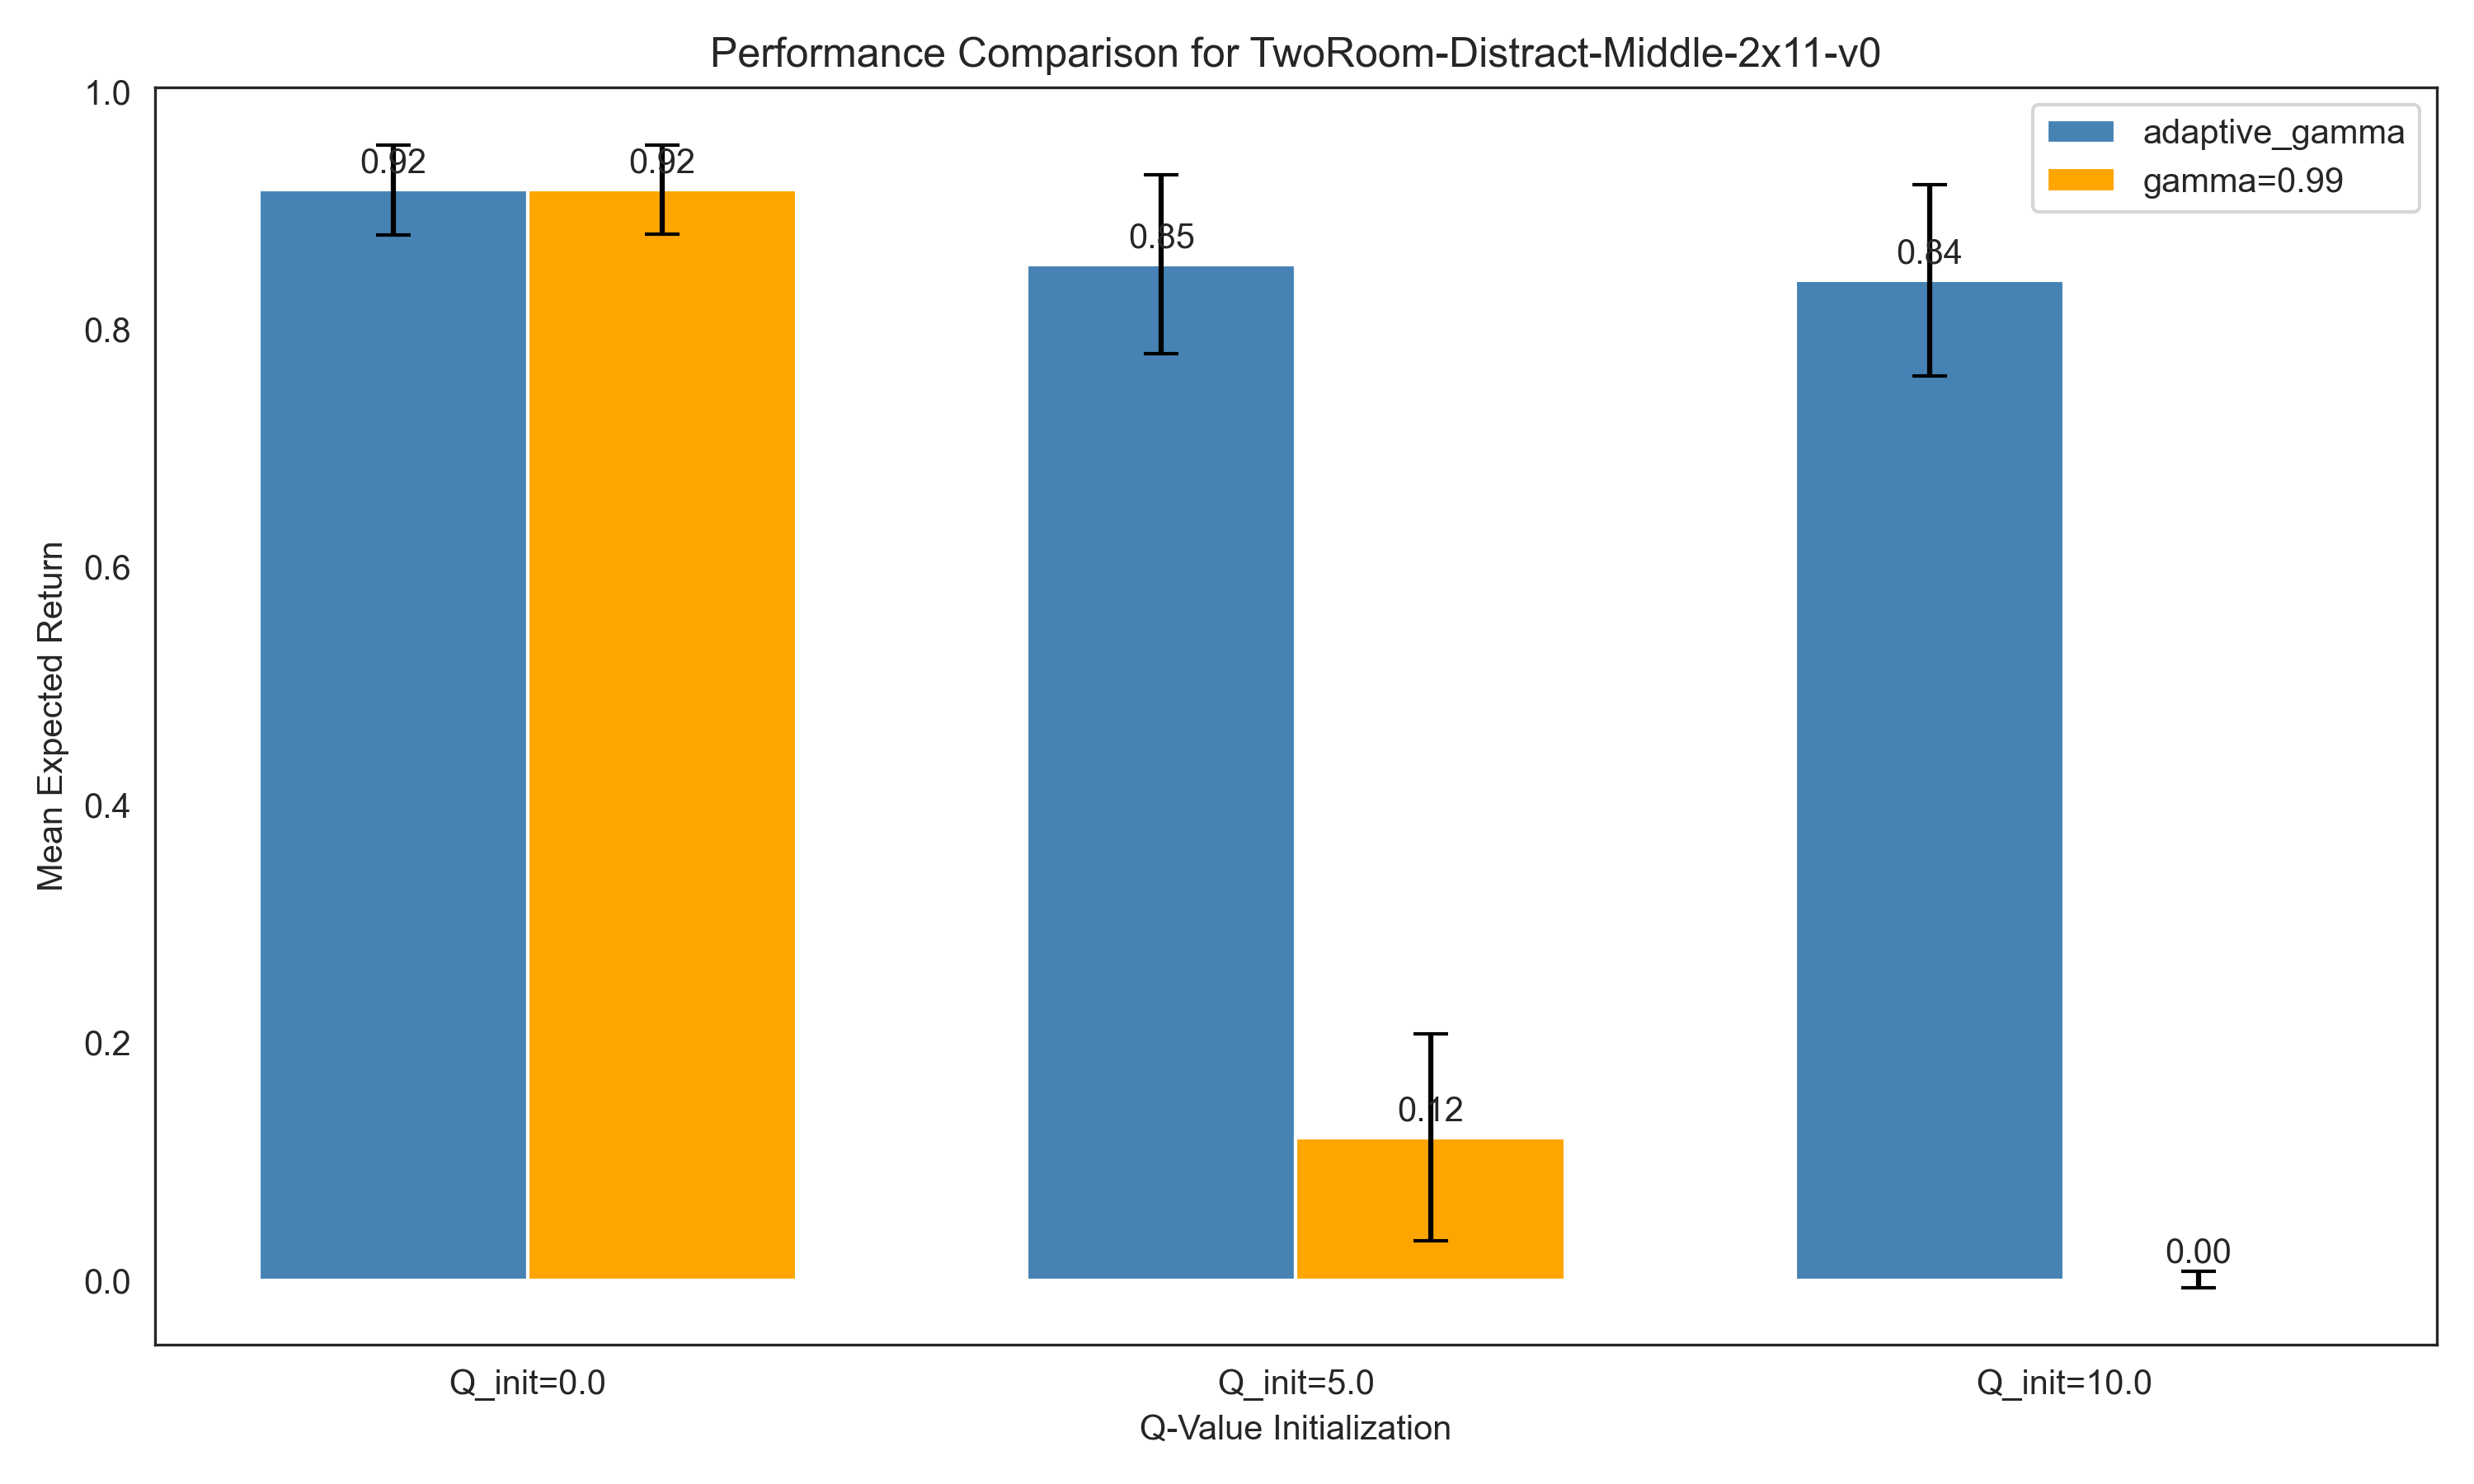 Performance Comparison for TwoRoom-Distract-Middle-2x11-v0
adaptive_gamma
gamma=0.99
Mean Expected Return
1.0
0.8
0.6
0.4
0.2
0.0
0.92
0.92
0.85
0.12
0.84
0.00
Q_init=0.0
Q_init=5.0
Q_init=10.0
Q-Value Initialization